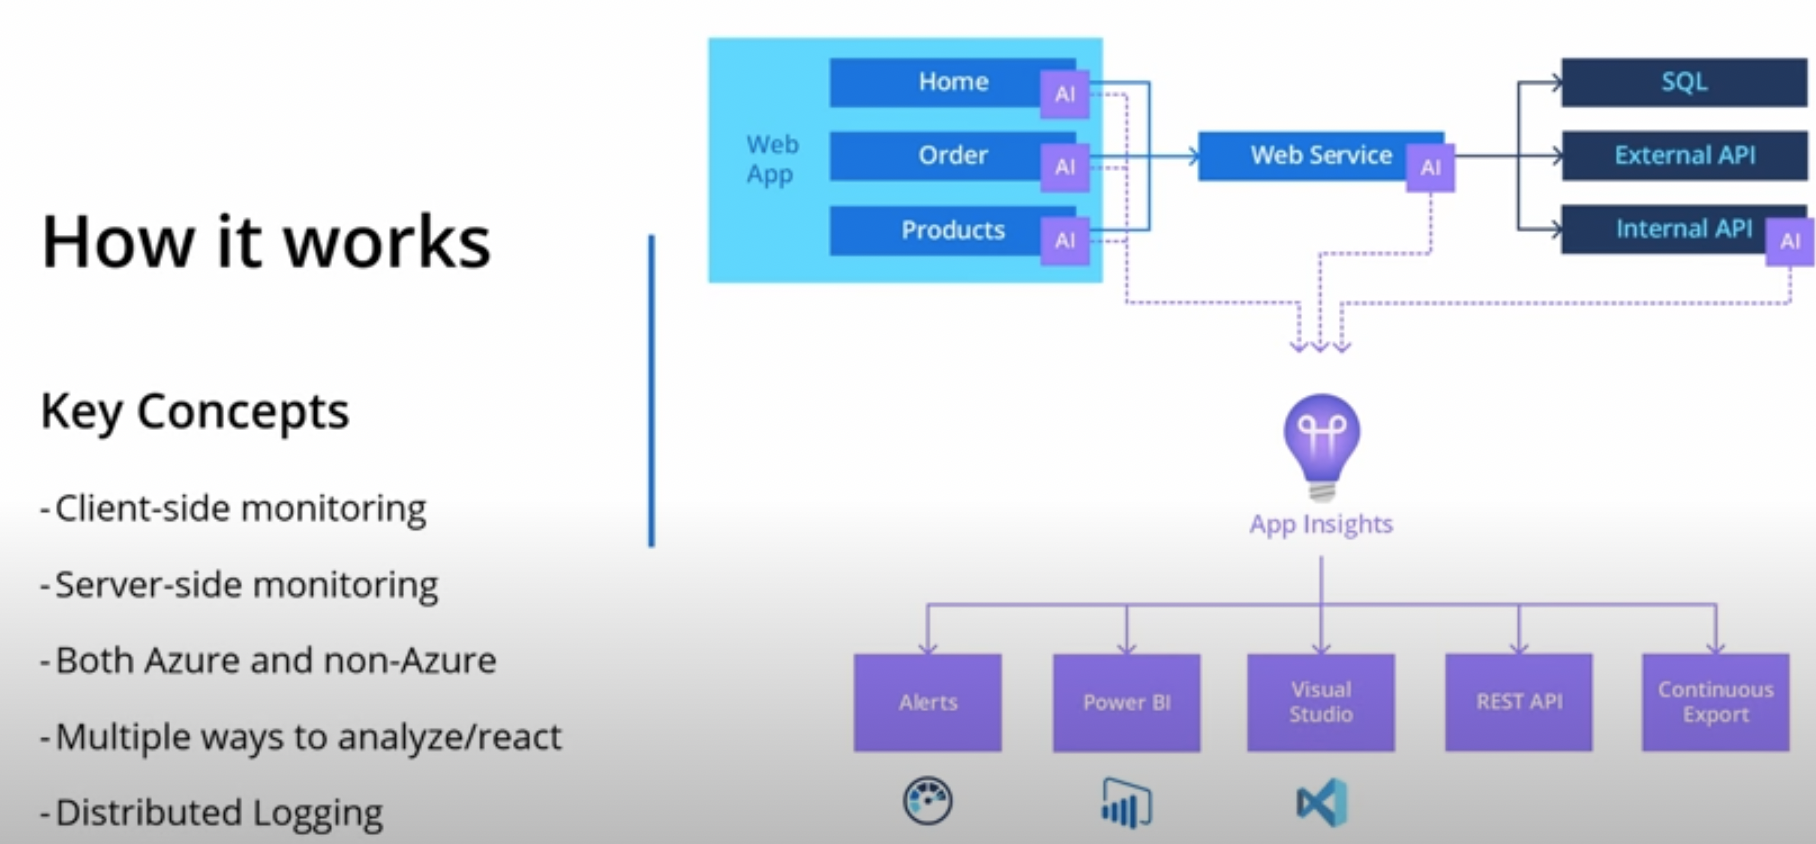 How it works
Key Concepts
-Client-side monitoring
-Server-side monitoring
-Both Azure and non-Azure
-Multiple ways to analyze/react
-Distributed Logging
Web
App
Home
AI
Order
AI
Products
AI
Web Service
AI
SQL
External API
Internal API
AI
App Insights
Alerts
Power BI
Visual
Studio
REST API
Continuous
Export